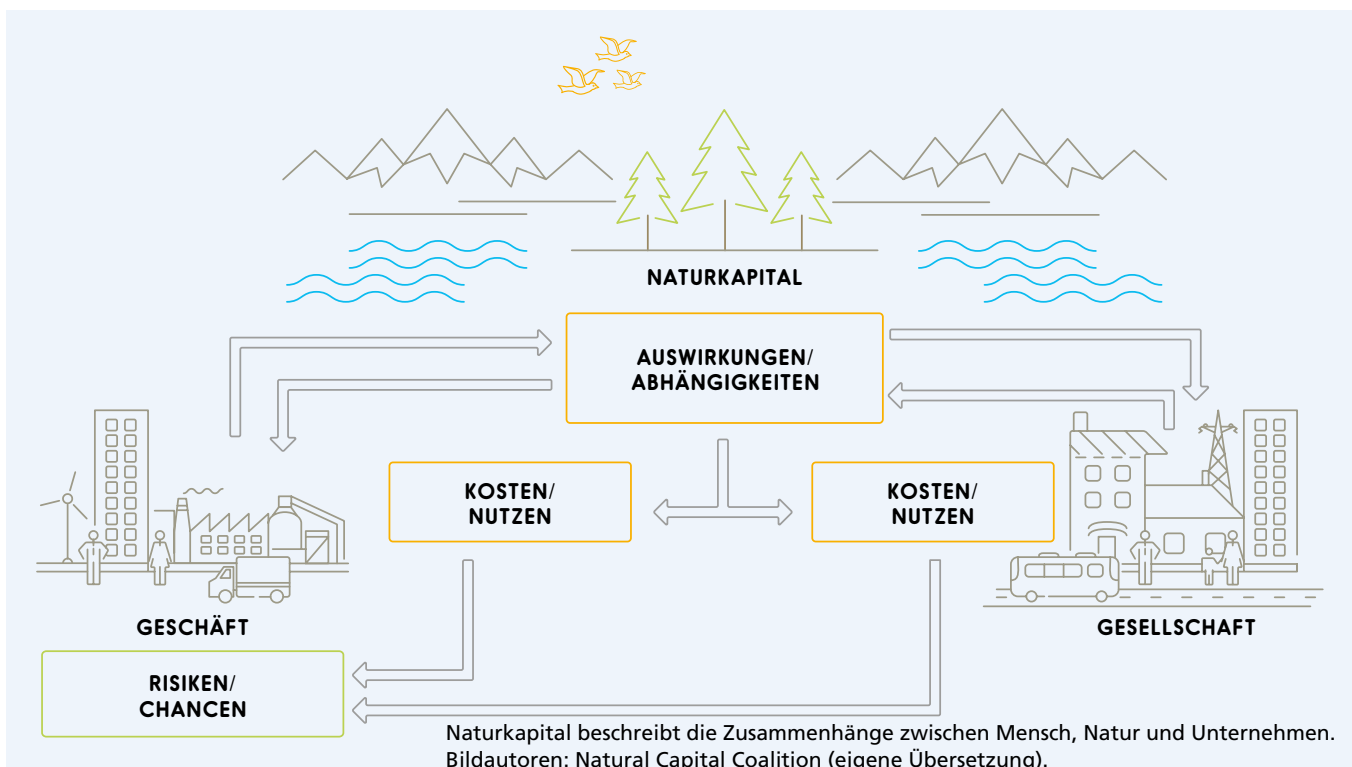 NATURKAPITAL
AUSWIRKUNGEN/
ABHÄNGIGKEITEN
KOSTEN/
NUTZEN
KOSTEN/
NUTZEN
GESCHÄFT
GESELLSCHAFT
RISIKEN/
CHANCEN
Naturkapital beschreibt die Zusammenhänge zwischen Mensch, Natur und Unternehmen.
Bildautoren: Natural Capital Coalition (eigene Übersetzung).